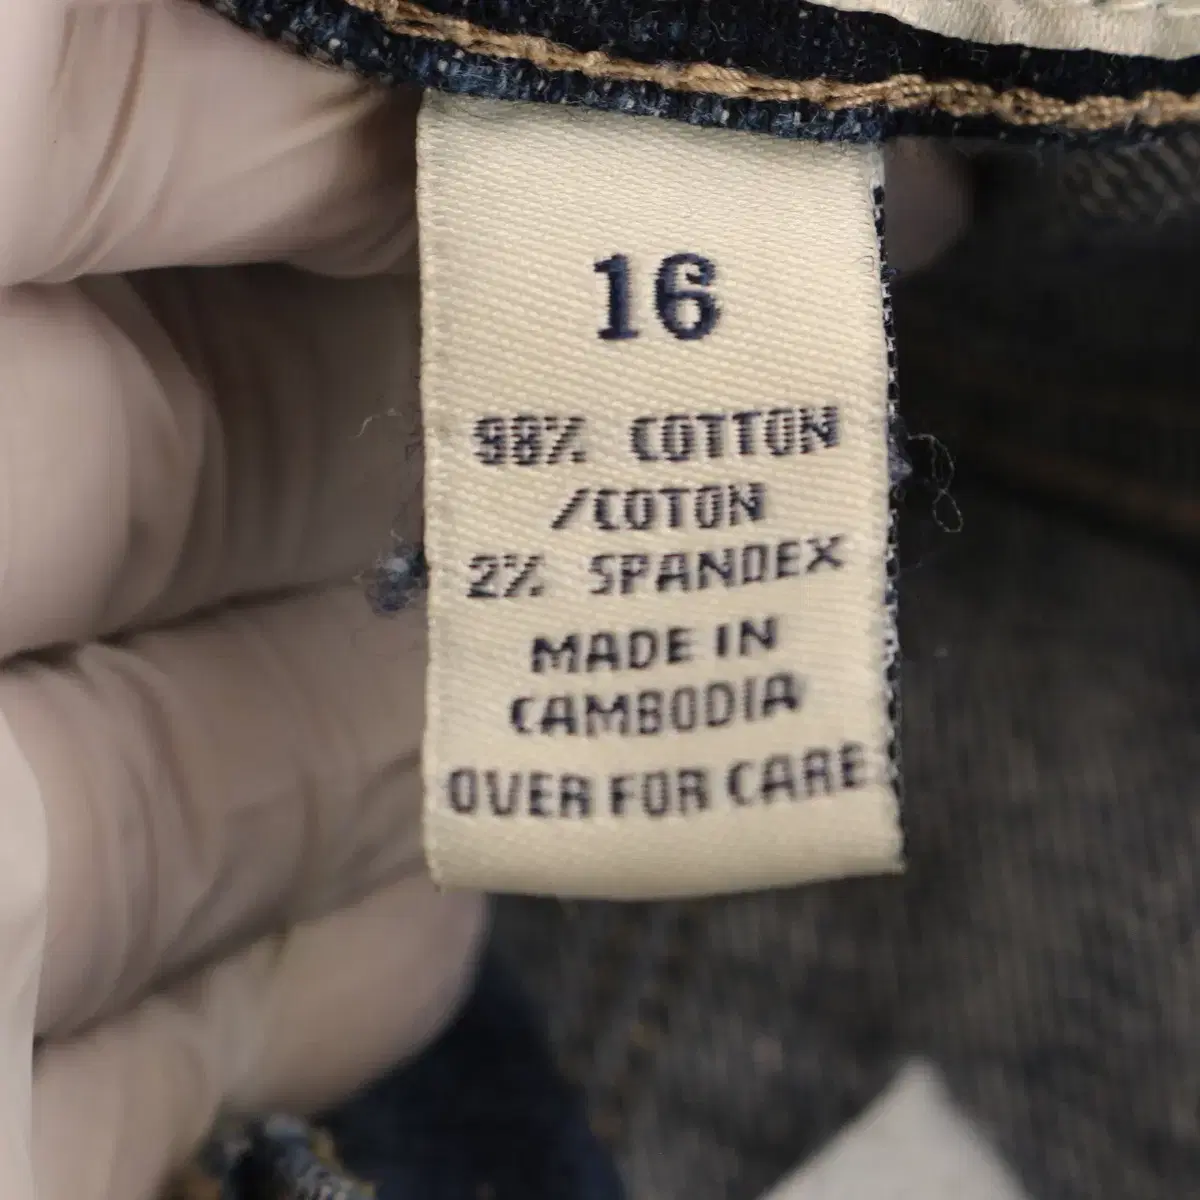 16
98% COTTON
/COTON
2% SPANDEX
MADE IN
CAMBODIA
OVER FOR CARE